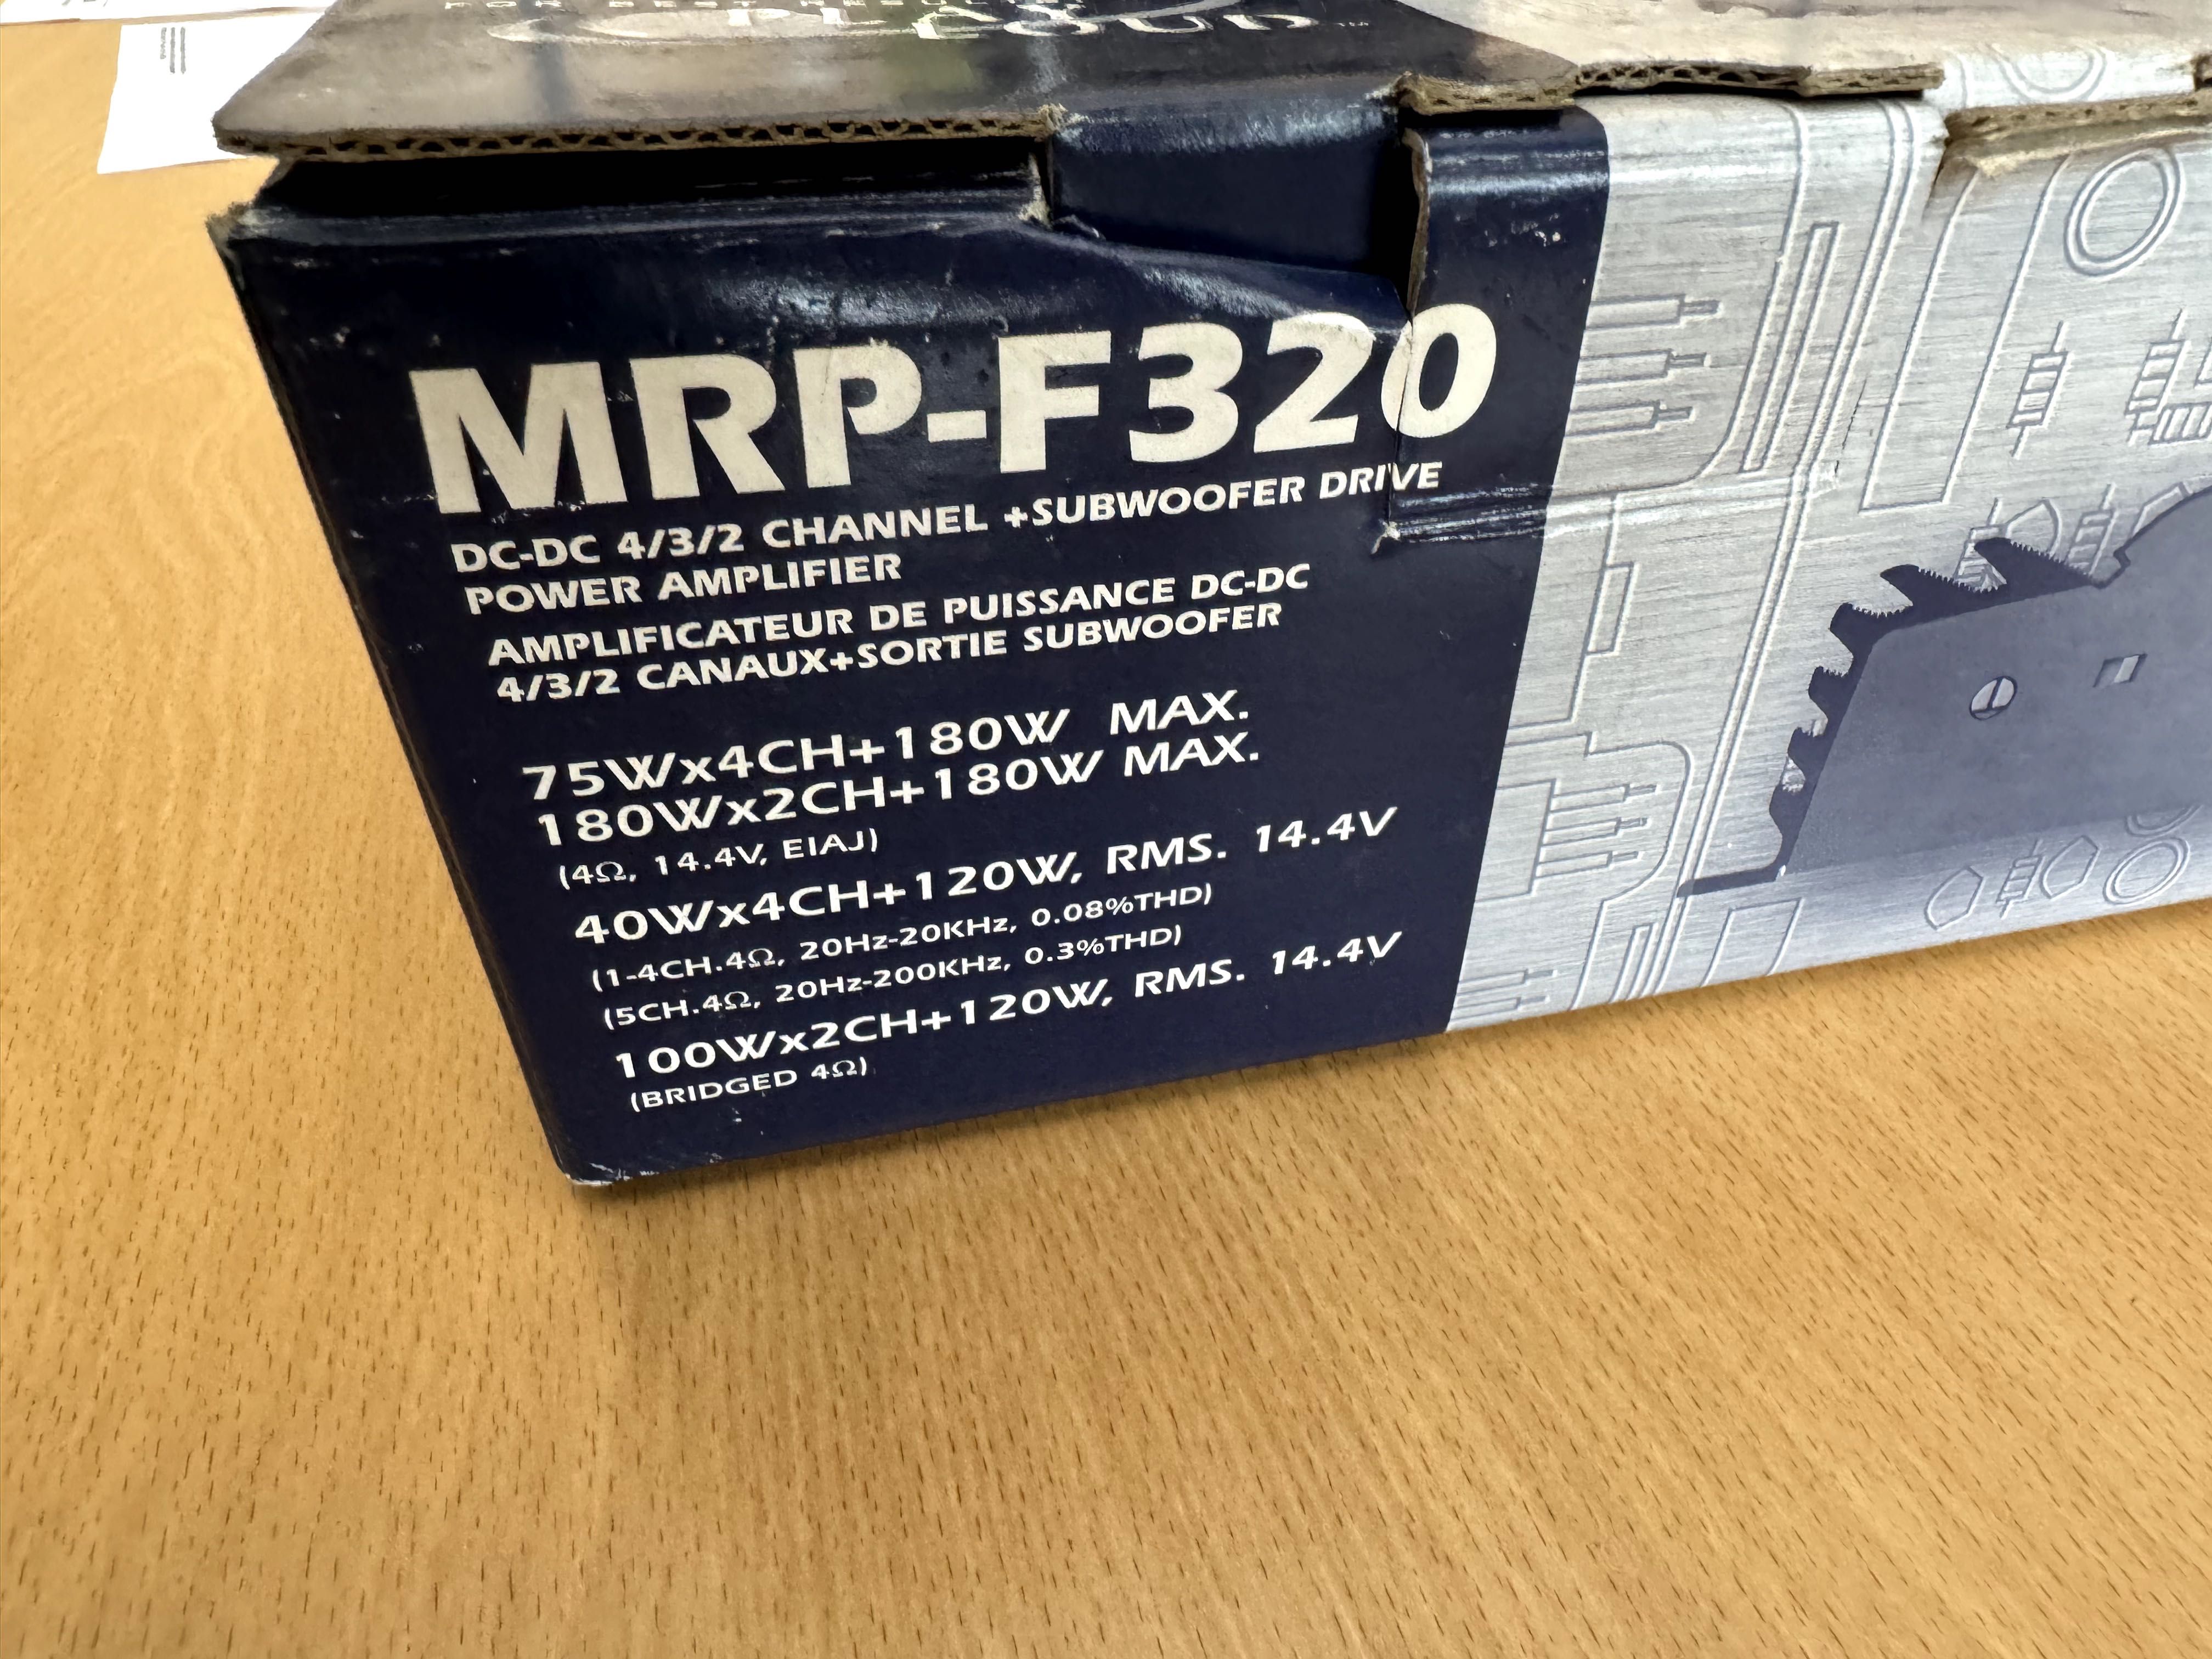 FOR BEST RESULTS
MRP-F320
DC-DC 4/3/2 CHANNEL +SUBWOOFER DRIVE
POWER AMPLIFIER
AMPLIFICATEUR DE PUISSANCE DC-DC
4/3/2 CANAUX+SORTIE SUBWOOFER
75Wx4CH+180W MAX.
180Wx2CH+180W MAX.
(4Ω, 14.4V, EIAJ)
40Wx4CH+120W, RMS. 14.4V
(1-4CH.4Ω, 20Hz-20KHz, 0.08%THD)
(5CH.4Ω, 20Hz-200KHz, 0.3%THD)
100Wx2CH+120W, RMS. 14.4V
(BRIDGED 4Ω)